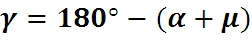 γ = 180° − (α + μ)